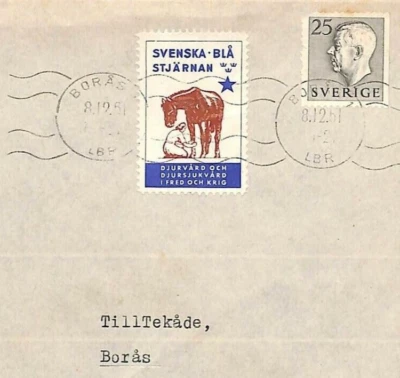 SVENSKA·BLÅ
STJÄRNAN
DJURVÅRD OCH
DJURSJUKVÅRD
I FRED OCH KRIG
25
SVERIGE
BORÅS
8.12.51
LBR
8.12.51
LBR
TillTekåde,
Borås